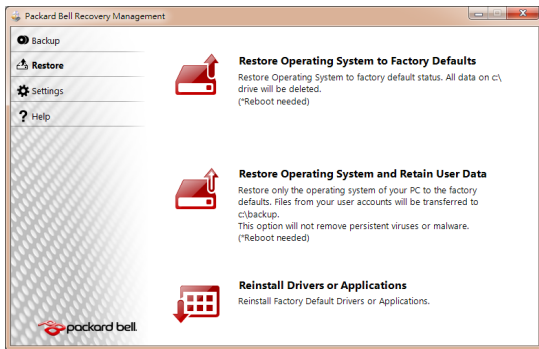 Packard Bell Recovery Management
Backup
Restore
Settings
? Help
Restore Operating System to Factory Defaults
Restore Operating System to factory default status. All data on c:\
drive will be deleted.
(*Reboot needed)
Restore Operating System and Retain User Data
Restore only the operating system of your PC to the factory
defaults. Files from your user accounts will be transferred to
c:\backup.
This option will not remove persistent viruses or malware.
(*Reboot needed)
Reinstall Drivers or Applications
Reinstall Factory Default Drivers or Applications.
packard bell.